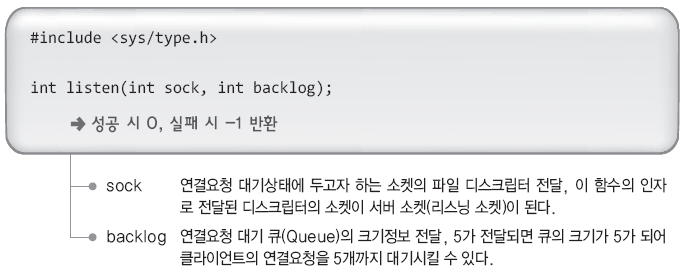 #include <sys/type.h>
int listen(int sock, int backlog);
➔ 성공 시 0, 실패 시 -1 반환
sock 연결요청 대기상태에 두고자 하는 소켓의 파일 디스크립터 전달, 이 함수의 인자
로 전달된 디스크립터의 소켓이 서버 소켓(리스닝 소켓)이 된다.
backlog 연결요청 대기 큐(Queue)의 크기정보 전달, 5가 전달되면 큐의 크기가 5가 되어
클라이언트의 연결요청을 5개까지 대기시킬 수 있다.